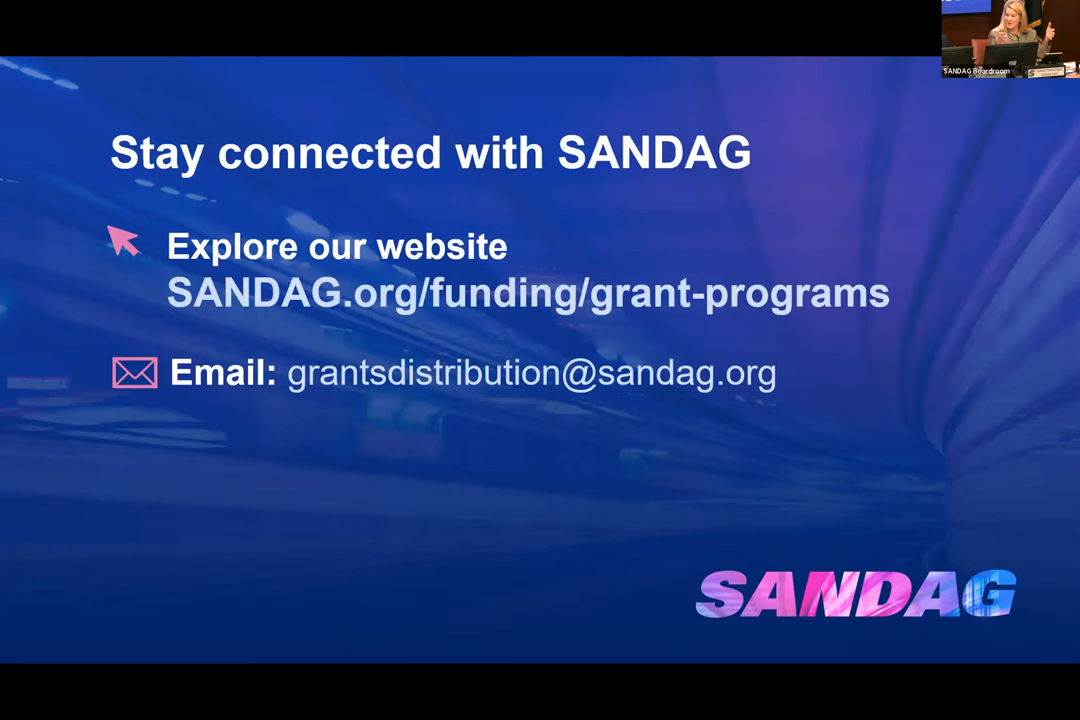 SANDAG Boardroom
Stay connected with SANDAG
Explore our website
SANDAG.org/funding/grant-programs
Email: grantsdistribution@sandag.org
SANDAG